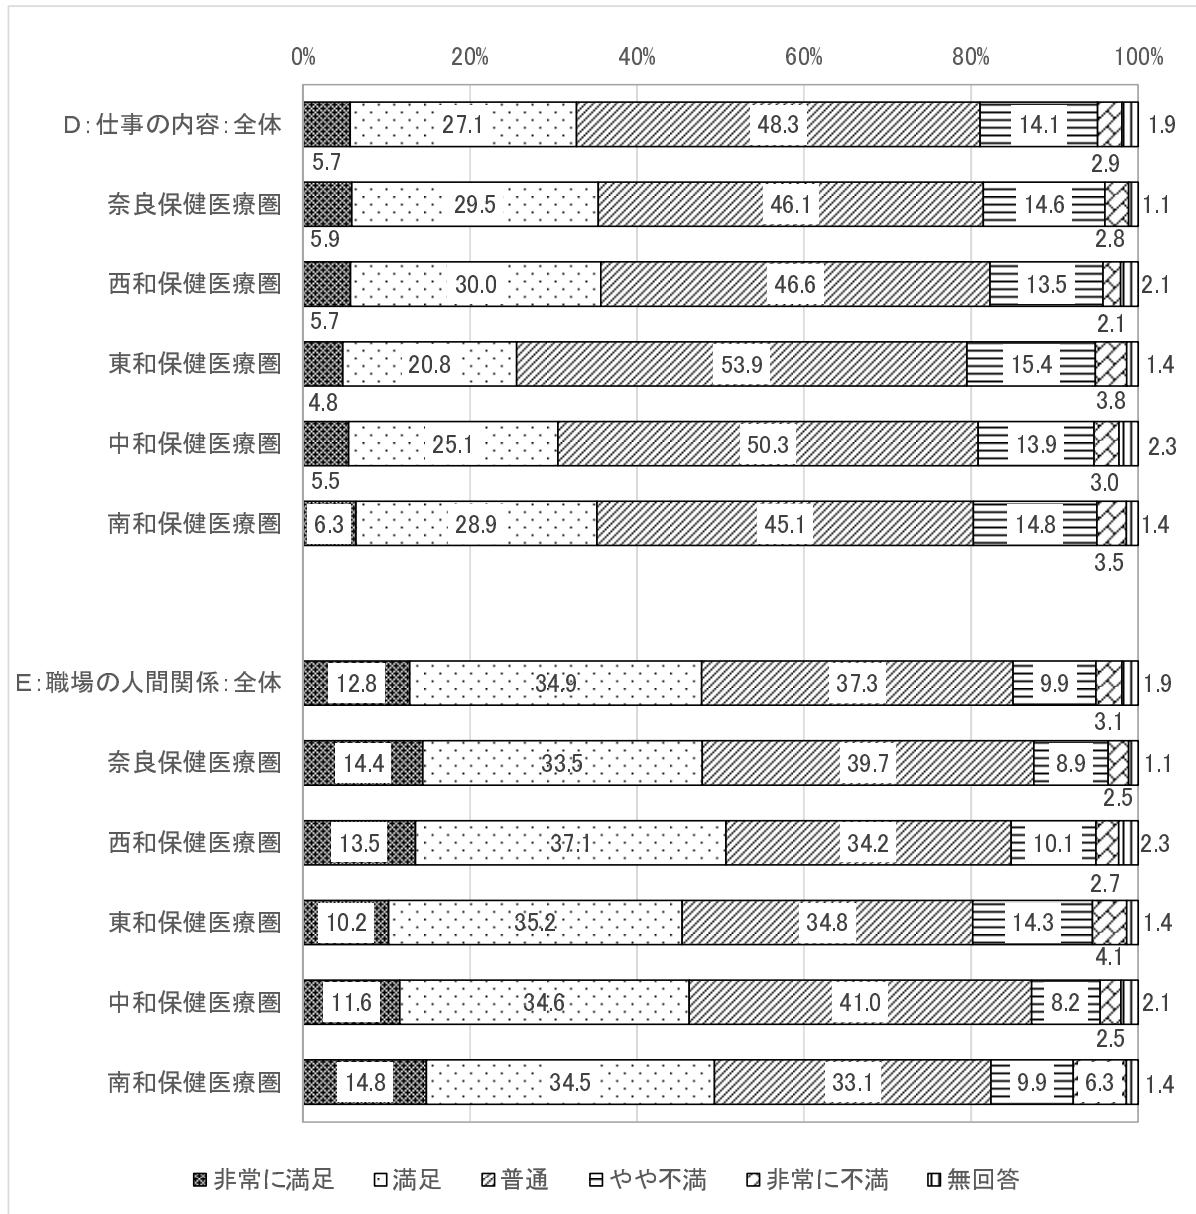 0% 20% 40% 60% 80% 100%
D:仕事の内容:全体 27.1 48.3 14.1 1.9
5.7 2.9
奈良保健医療圏 29.5 46.1 14.6 1.1
5.9 2.8
西和保健医療圏 30.0 46.6 13.5 2.1
5.7 2.1
東和保健医療圏 20.8 53.9 15.4 1.4
4.8 3.8
中和保健医療圏 25.1 50.3 13.9 2.3
5.5 3.0
南和保健医療圏 6.3 28.9 45.1 14.8 1.4
3.5
E:職場の人間関係:全体 12.8 34.9 37.3 9.9 1.9
3.1
奈良保健医療圏 14.4 33.5 39.7 8.9 1.1
2.5
西和保健医療圏 13.5 37.1 34.2 10.1 2.3
2.7
東和保健医療圏 10.2 35.2 34.8 14.3 1.4
4.1
中和保健医療圏 11.6 34.6 41.0 8.2 2.1
2.5
南和保健医療圏 14.8 34.5 33.1 9.9 6.3 1.4
非常に満足 満足 普通 やや不満 非常に不満 無回答